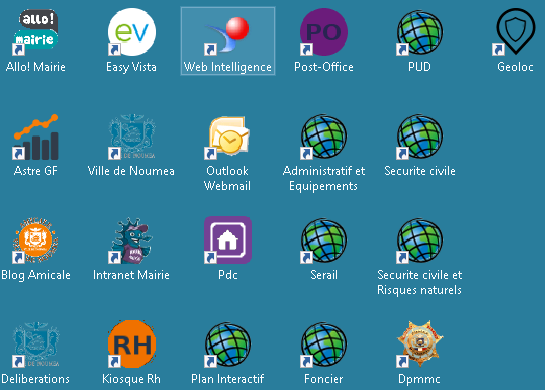 allo!
mairie
ev
PO
Allo! Mairie
Easy Vista
Web Intelligence
Post-Office
PUD
Geoloc
Astre GF
Ville de Noumea
Outlook
Webmail
Administratif et
Equipements
Securite civile
Blog Amicale
Intranet Mairie
Pdc
Serail
Securite civile et
Risques naturels
RH
Deliberations
Kiosque Rh
Plan Interactif
Foncier
Dpmmc